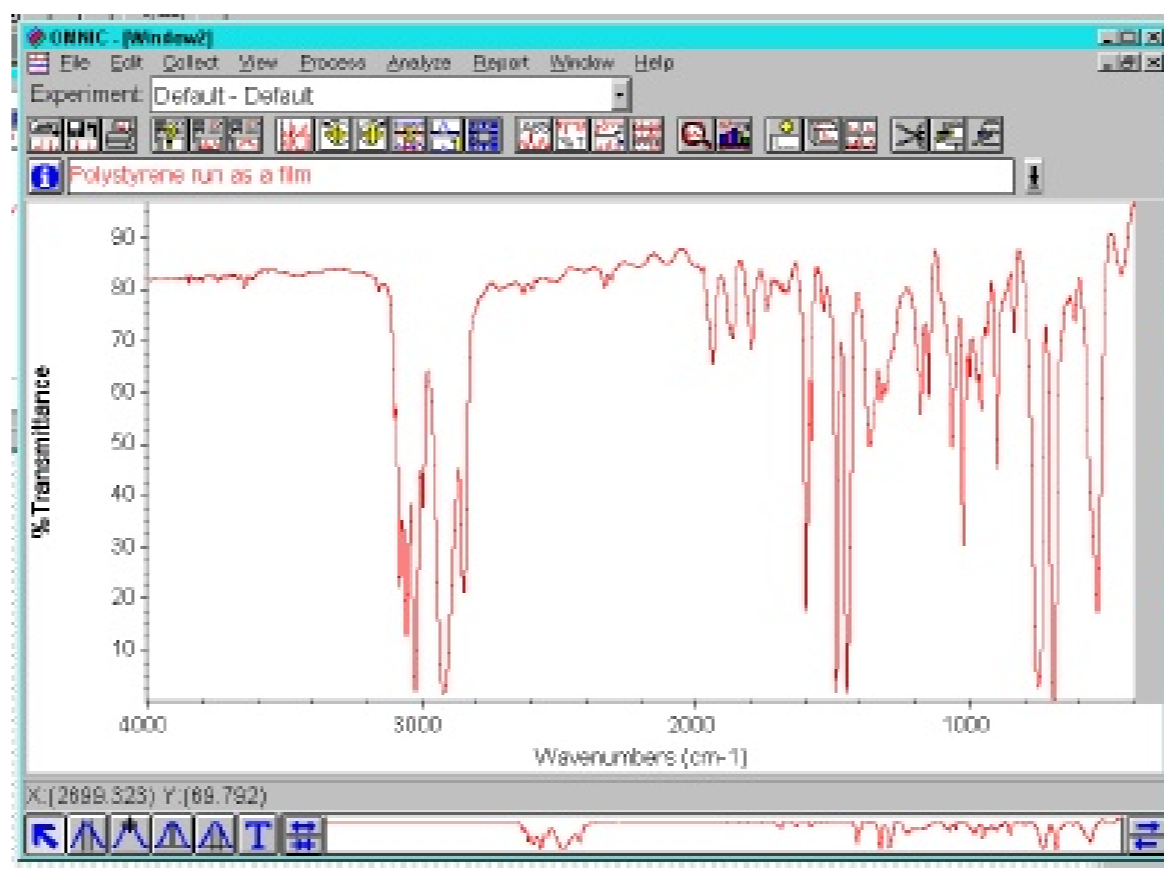 OMNIC - [Window2]
File Edit Collect View Process Analyze Report Window Help
Experiment: Default - Default
Polystyrene run as a film
90
80
70
60
50
40
30
20
10
%Transmittance
4000 3000 2000 1000
Wavenumbers (cm-1)
X:(2699.323) Y:(69.792)
T